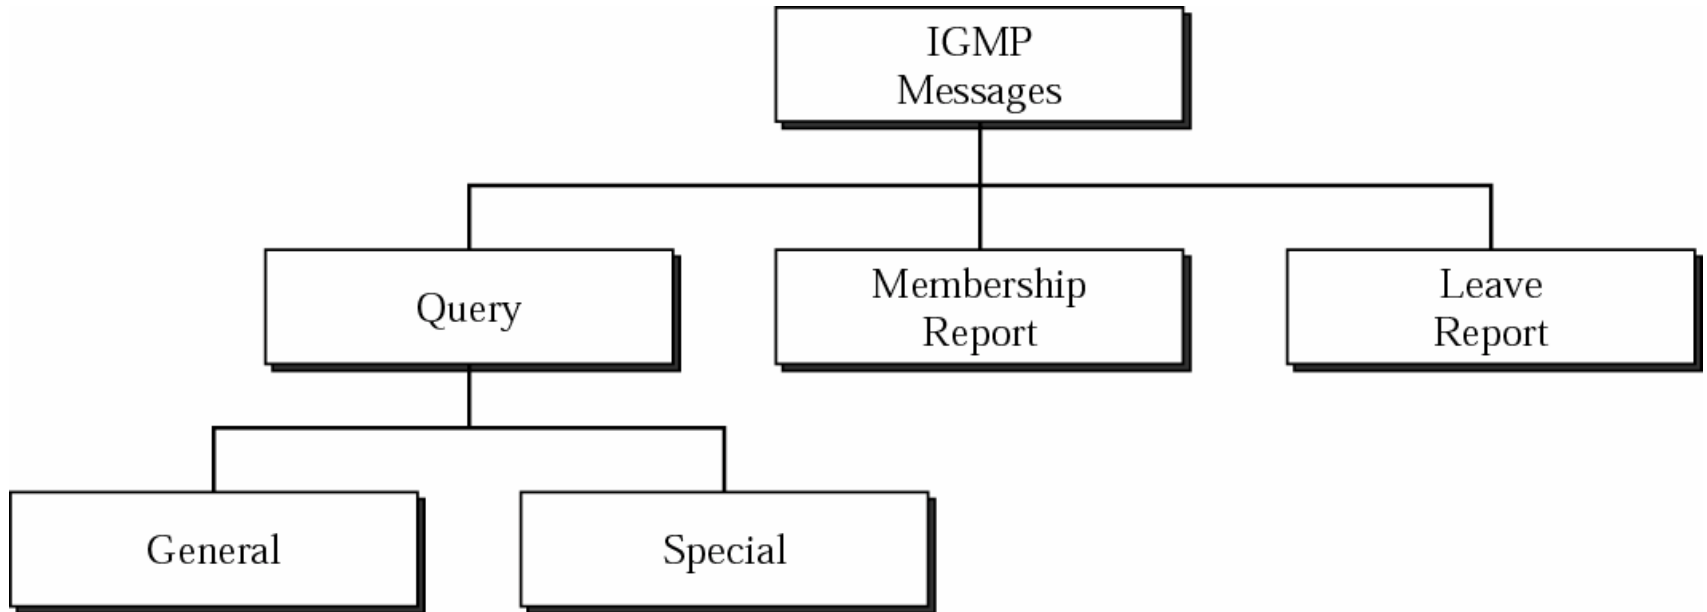 IGMP
Messages
Query
Membership
Report
Leave
Report
General
Special